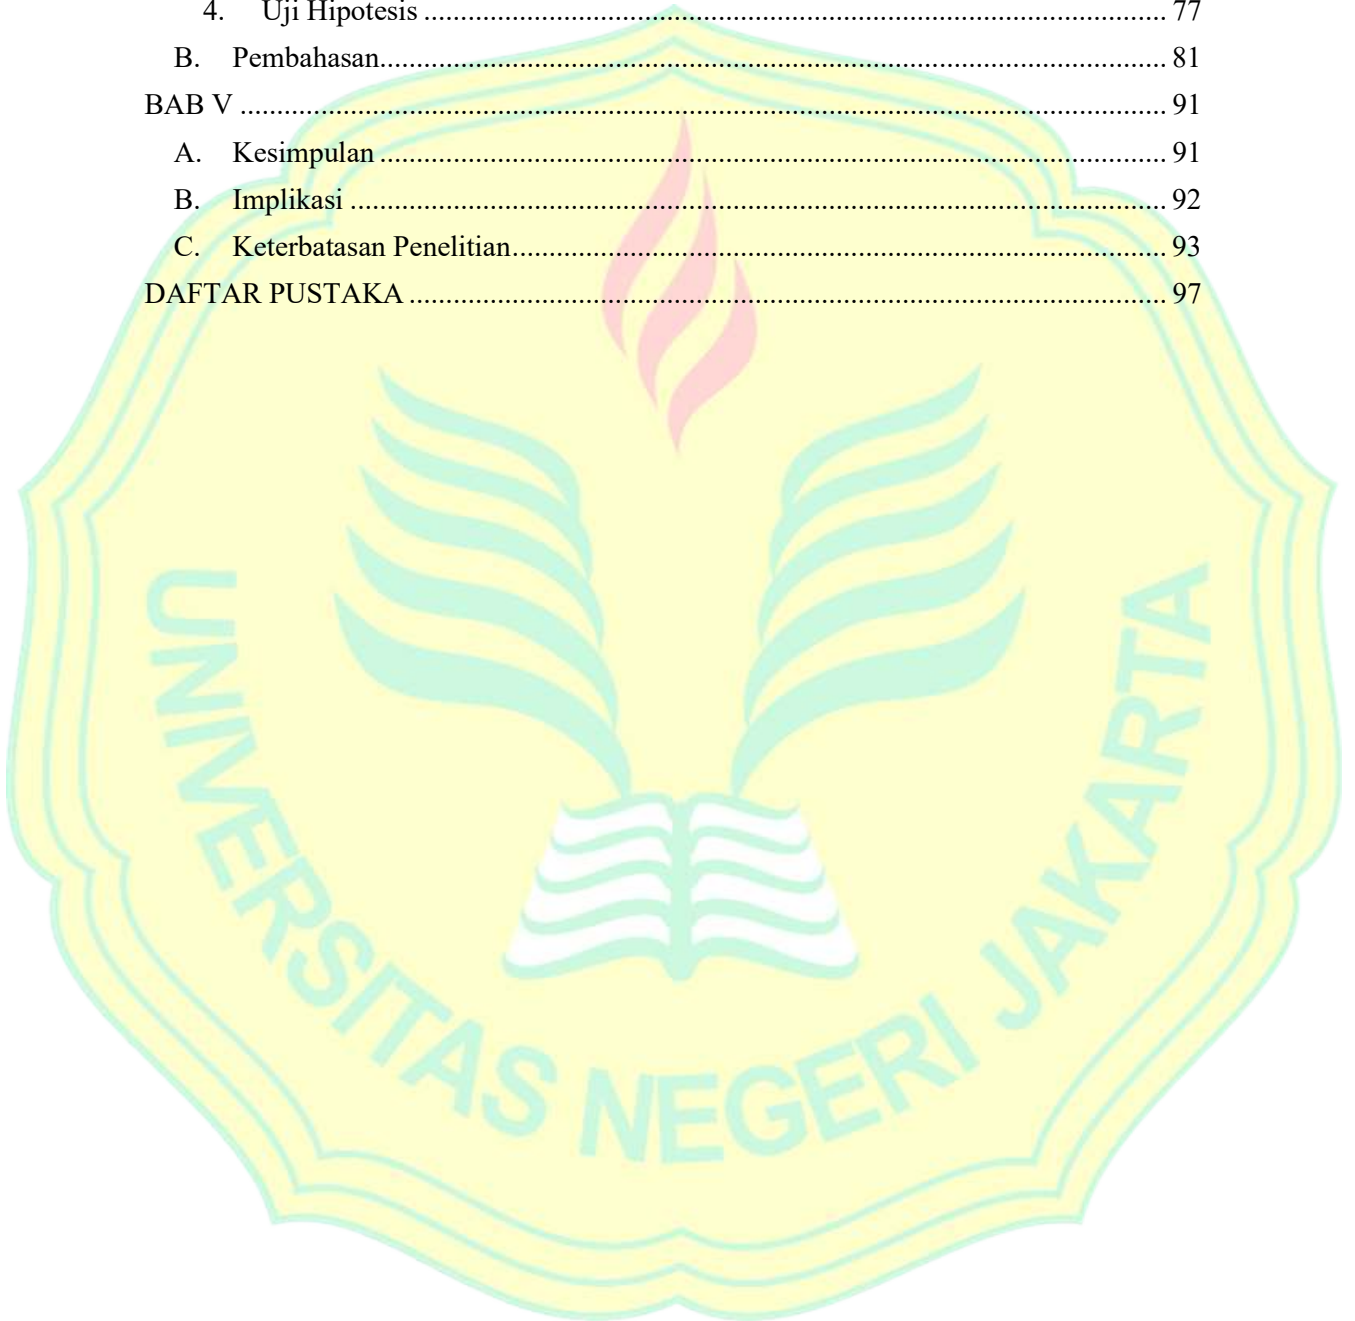 4. Uji Hipotesis ........................................................................................................ 77
B. Pembahasan.............................................................................................................. 81
BAB V .................................................................................................................................. 91
A. Kesimpulan .............................................................................................................. 91
B. Implikasi .................................................................................................................. 92
C. Keterbatasan Penelitian............................................................................................ 93
DAFTAR PUSTAKA .......................................................................................................... 97
UNIVERSITAS NEGERI JAKARTA